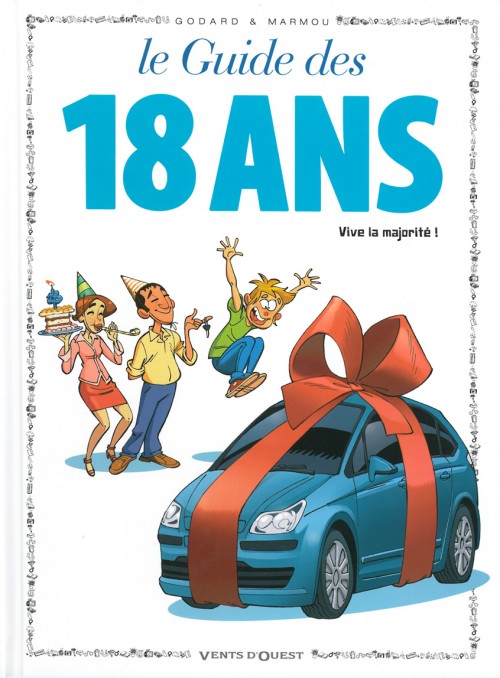 GODARD & MARMOU
le Guide des
18 ANS
Vive la majorité !
VENTS D'OUEST